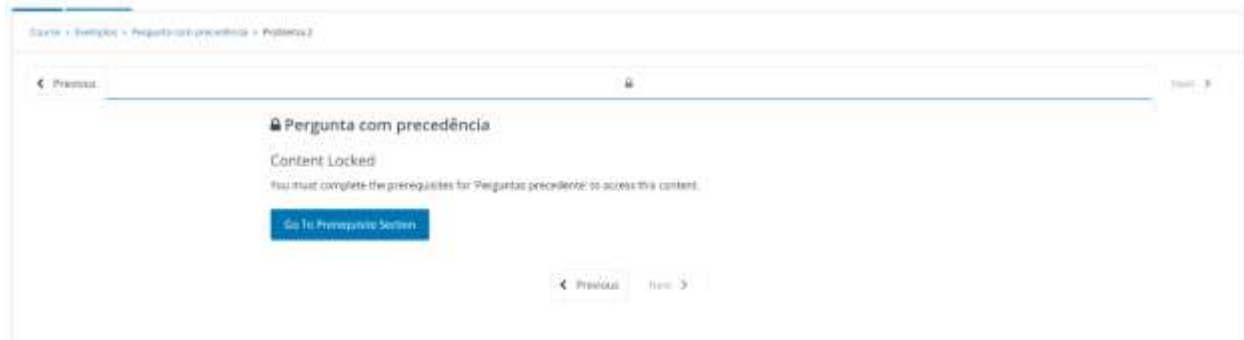 Course > Exemplos > Pergunta com precedência > Problema 2
Previous
Next
Pergunta com precedência
Content Locked
You must complete the prerequisites for 'Perguntas precedente' to access this content.
Go To Prerequisite Section
Previous Next